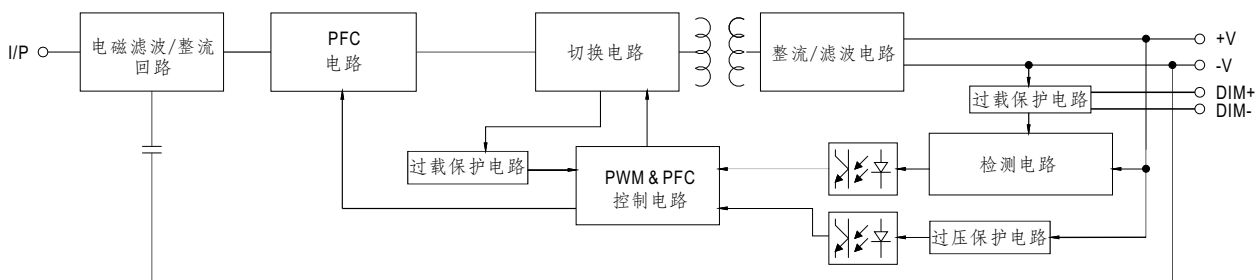 I/P
电磁滤波/整流
回路
PFC
电路
切换电路
整流/滤波电路
+V
-V
过载保护电路
DIM+
DIM-
过载保护电路
PWM & PFC
控制电路
检测电路
过压保护电路